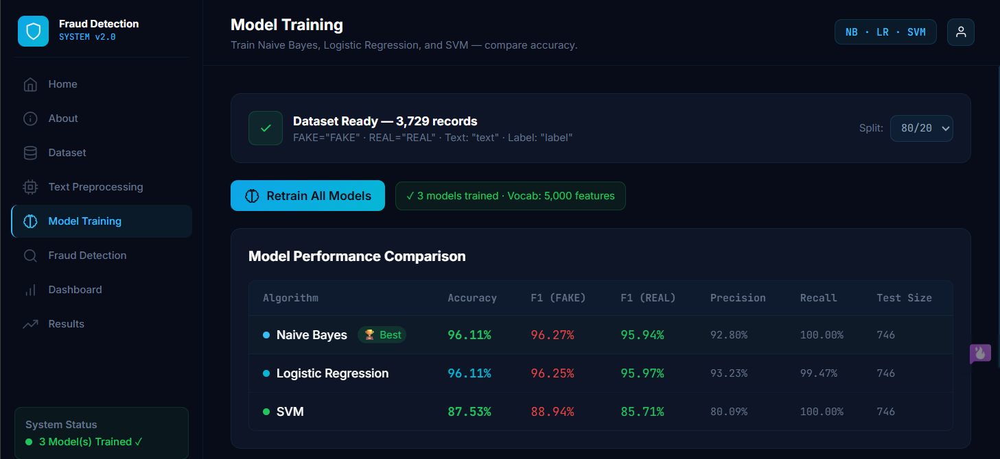 Fraud Detection
SYSTEM v2.0
Home
About
Dataset
Text Preprocessing
Model Training
Fraud Detection
Dashboard
Results
System Status
3 Model(s) Trained ✓
Model Training
Train Naive Bayes, Logistic Regression, and SVM — compare accuracy.
NB · LR · SVM
Dataset Ready — 3,729 records
FAKE="FAKE" · REAL="REAL" · Text: "text" · Label: "label"
Split: 80/20
Retrain All Models
✓ 3 models trained · Vocab: 5,000 features
Model Performance Comparison
Algorithm Accuracy F1 (FAKE) F1 (REAL) Precision Recall Test Size
Naive Bayes 🏆 Best 96.11% 96.27% 95.94% 92.80% 100.00% 746
Logistic Regression 96.11% 96.25% 95.97% 93.23% 99.47% 746
SVM 87.53% 88.94% 85.71% 80.09% 100.00% 746